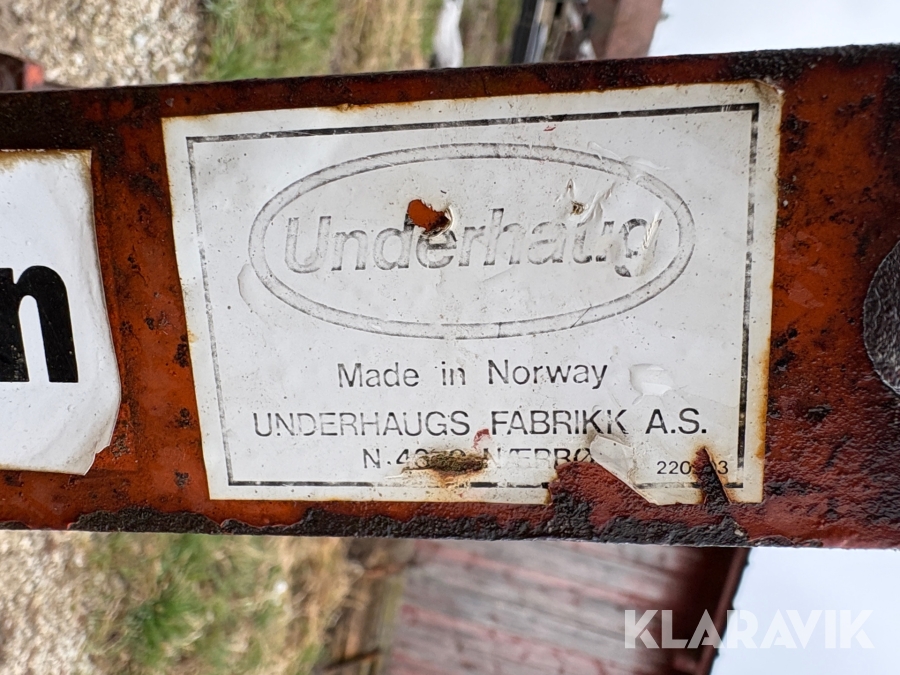 n
Underhaug
Made in Norway
UNDERHAUGS FABRIKK A.S.
KLARAVIK